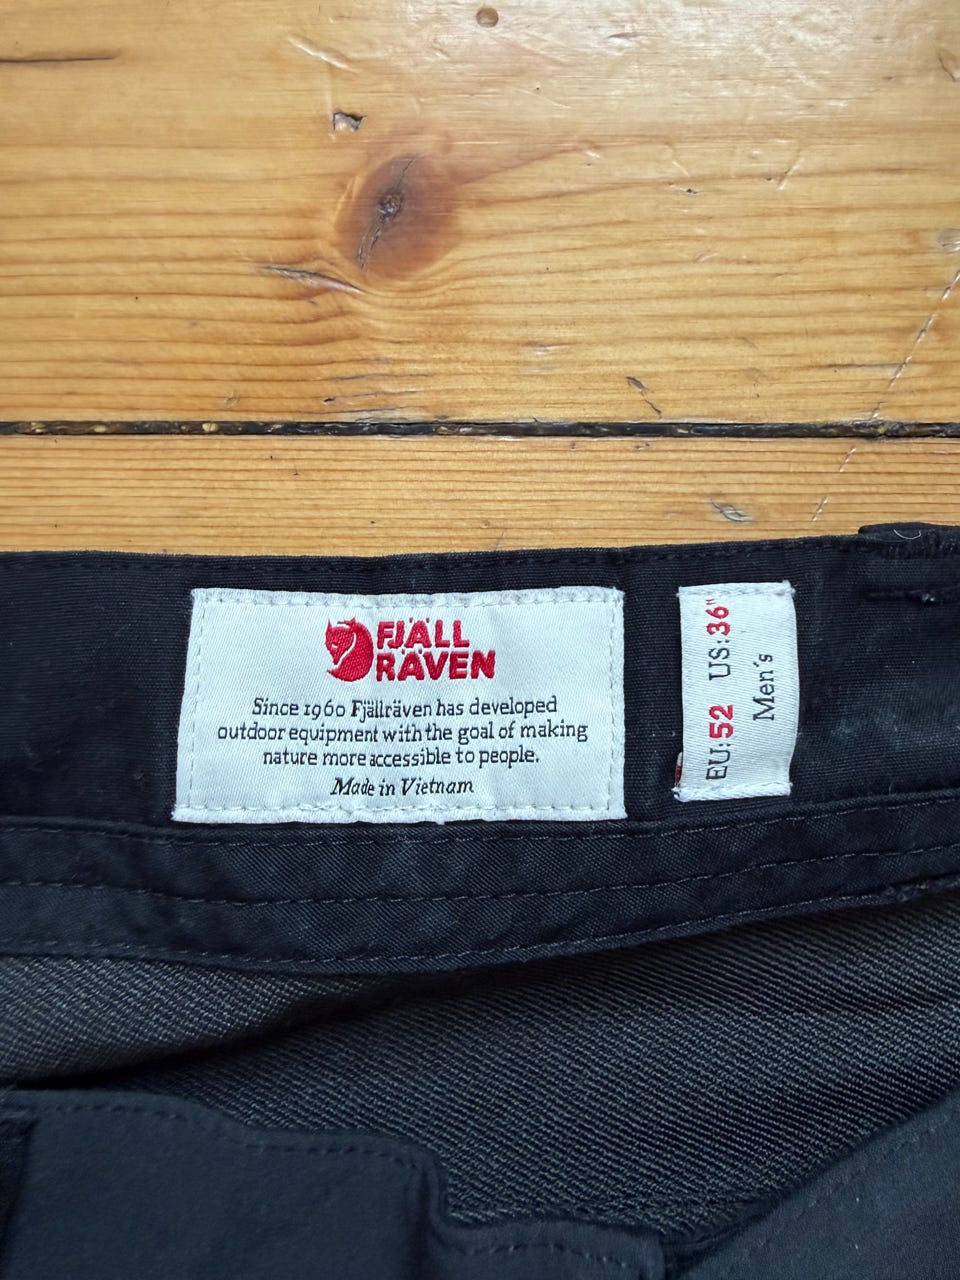 FJÄLL
RÄVEN
Since 1960 Fjällräven has developed
outdoor equipment with the goal of making
nature more accessible to people.
Made in Vietnam
EU:52 US:36"
Men´s